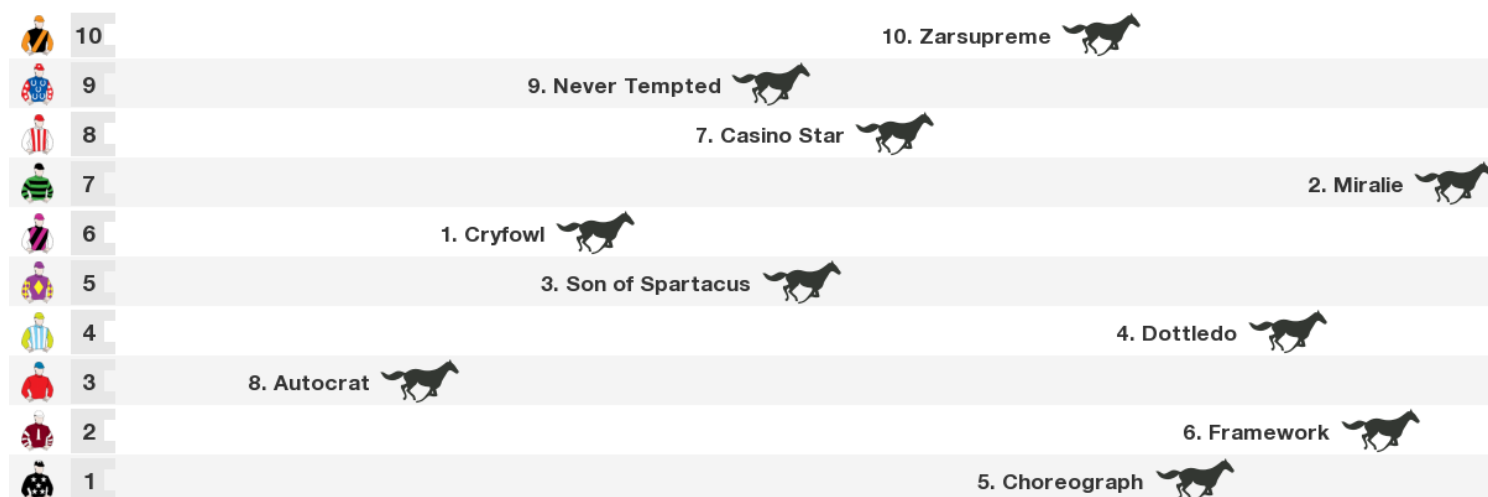 10 10. Zarsupreme
9 9. Never Tempted
8 7. Casino Star
7 2. Miralie
6 1. Cryfowl
5 3. Son of Spartacus
4 4. Dottledo
3 8. Autocrat
2 6. Framework
1 5. Choreograph